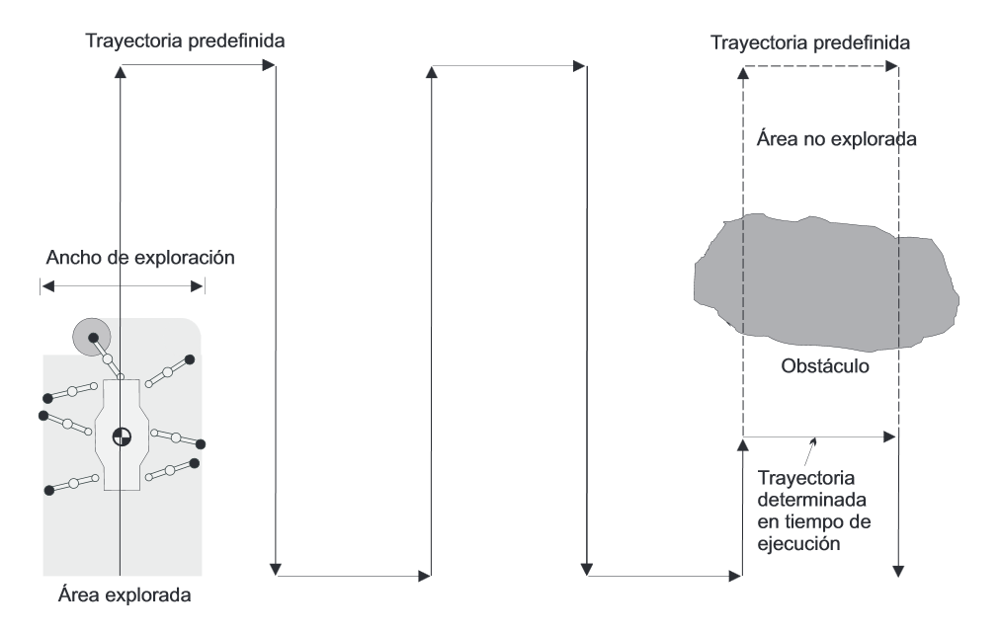 Trayectoria predefinida
Trayectoria predefinida
Área no explorada
Ancho de exploración
Obstáculo
Trayectoria
determinada
en tiempo de
ejecución
Área explorada